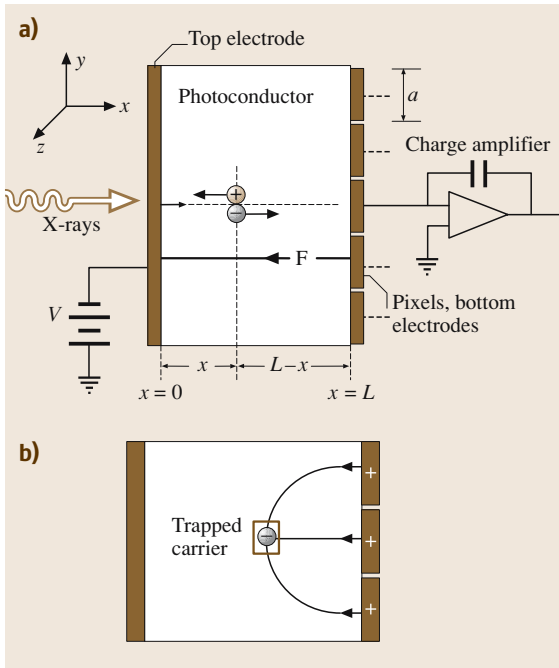 a)
Top electrode
y
x
z
Photoconductor
a
Charge amplifier
+
−
X-rays
F
V
Pixels, bottom
electrodes
x
L–x
x = 0
x = L
b)
Trapped
carrier
−
+
+
+